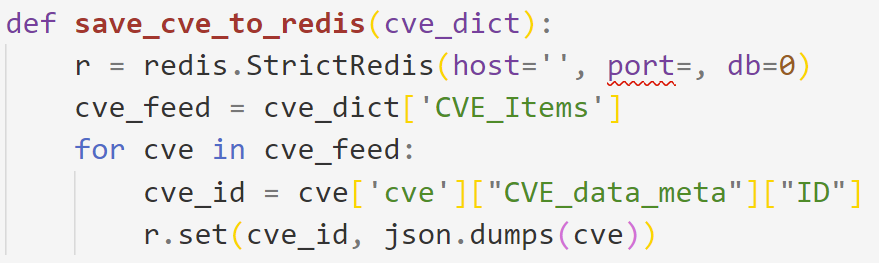 def save_cve_to_redis(cve_dict):
    r = redis.StrictRedis(host='', port=, db=0)
    cve_feed = cve_dict['CVE_Items']
    for cve in cve_feed:
        cve_id = cve['cve']["CVE_data_meta"]["ID"]
        r.set(cve_id, json.dumps(cve))